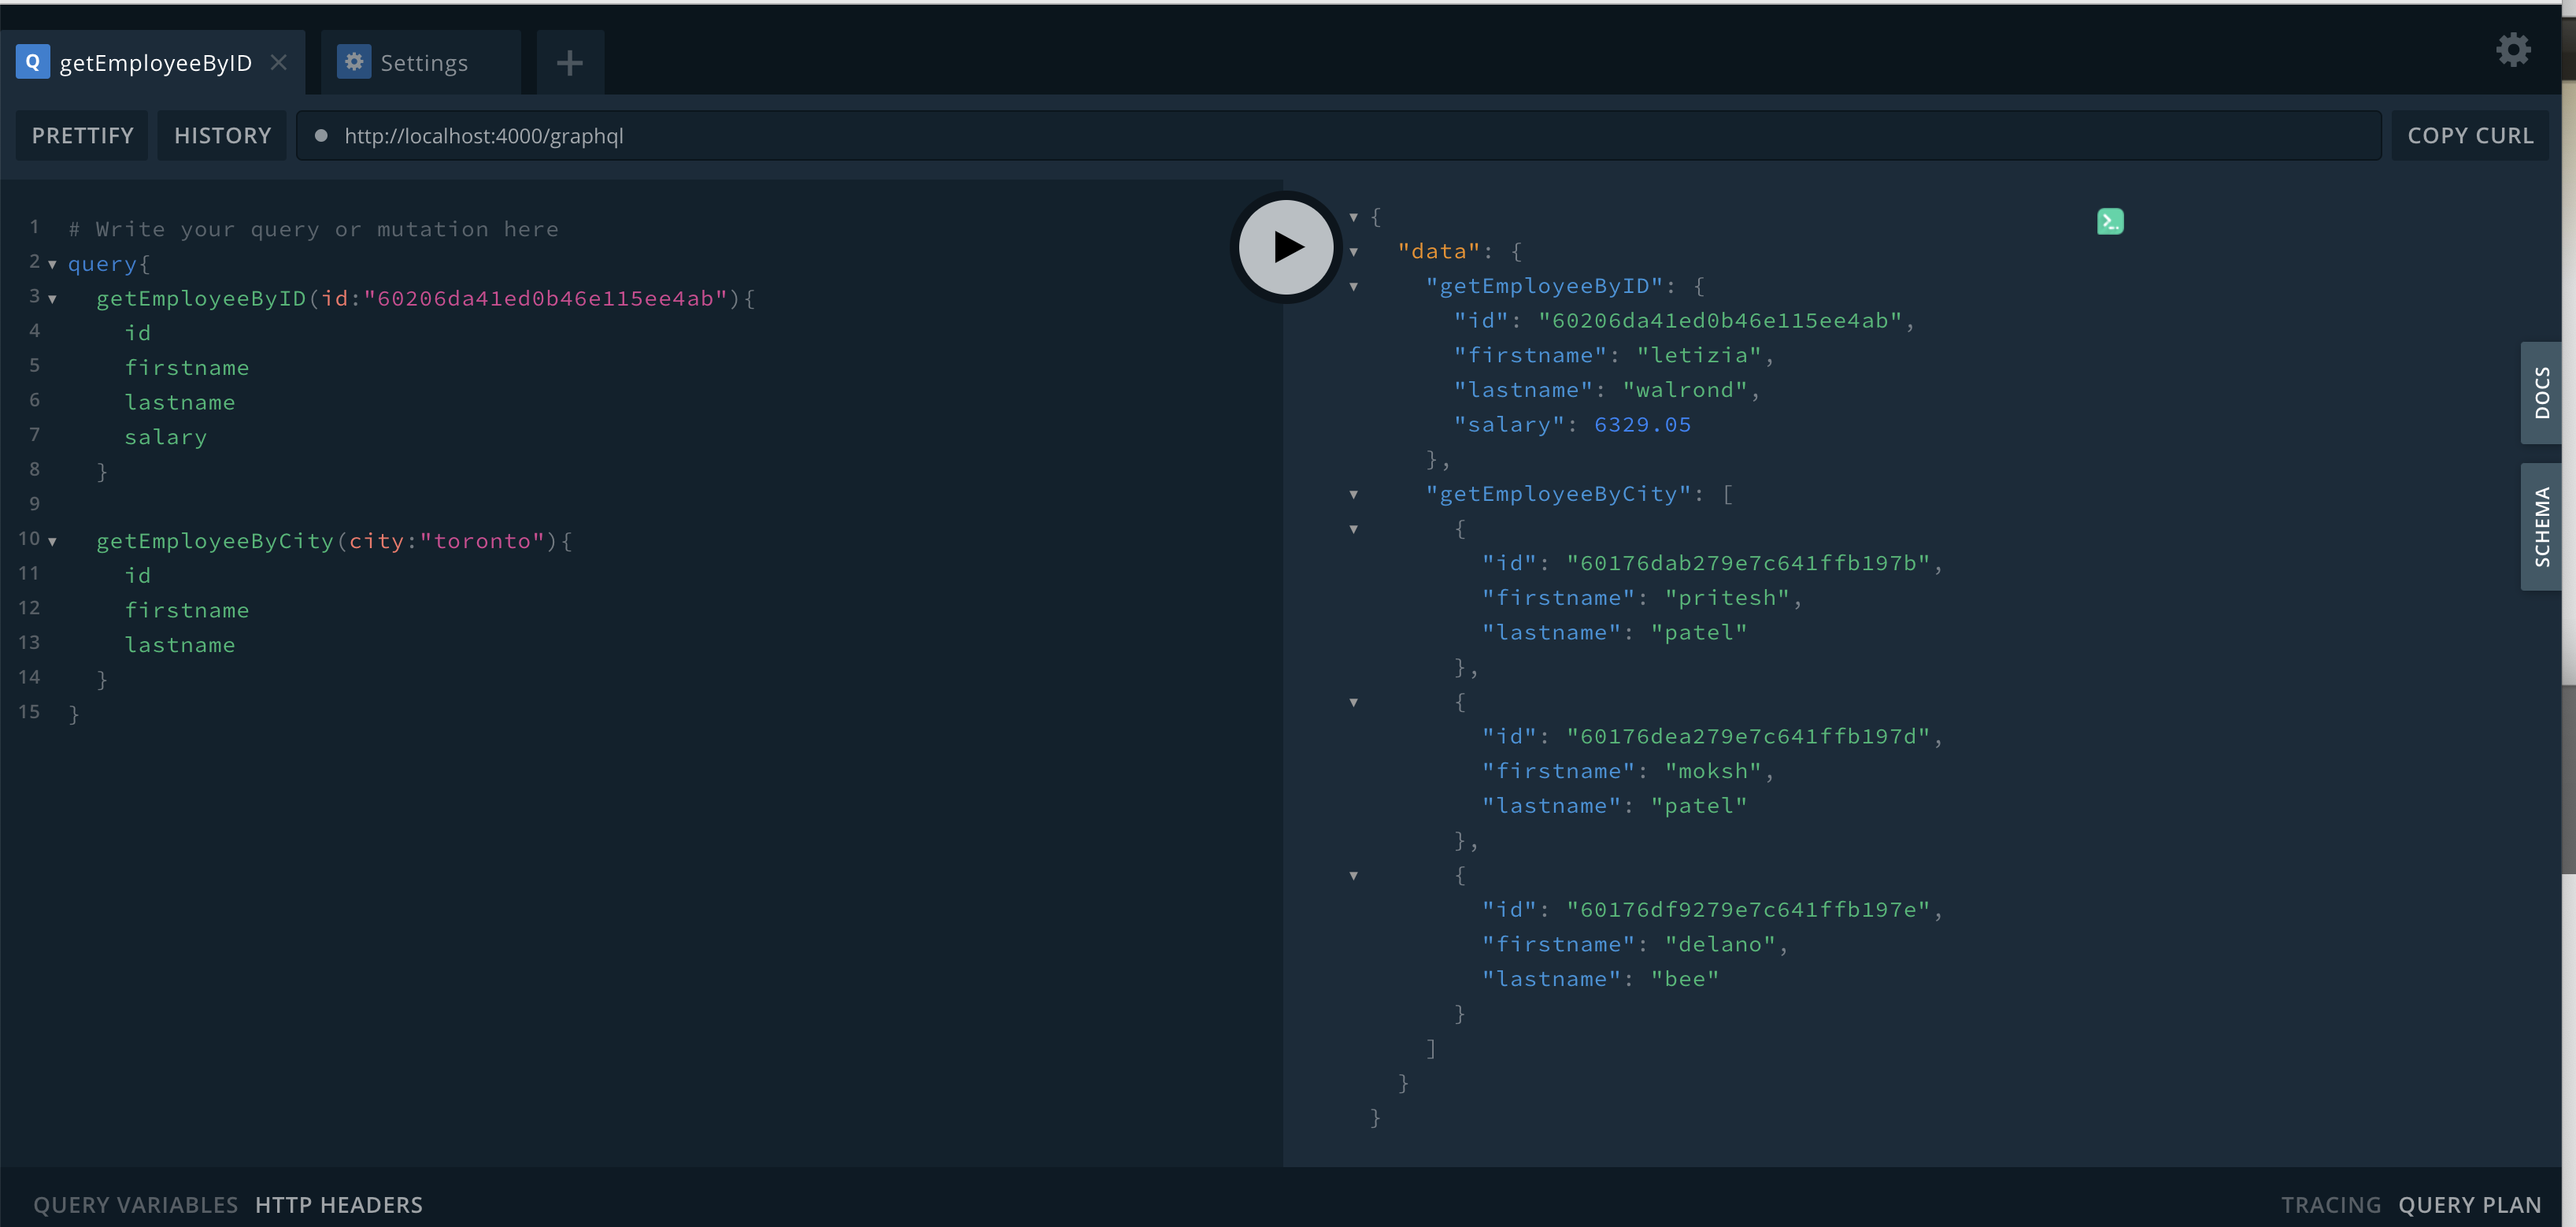 Q getEmployeeByID Settings
PRETTIFY HISTORY http://localhost:4000/graphql COPY CURL
1 # Write your query or mutation here
2 query{
3 getEmployeeByID(id:"60206da41ed0b46e115ee4ab"){
4 id
5 firstname
6 lastname
7 salary
8 }
9
10 getEmployeeByCity(city:"toronto"){
11 id
12 firstname
13 lastname
14 }
15 }
{
"data": {
"getEmployeeByID": {
"id": "60206da41ed0b46e115ee4ab",
"firstname": "letizia",
"lastname": "walrond",
"salary": 6329.05
},
"getEmployeeByCity": [
{
"id": "60176dab279e7c641ffb197b",
"firstname": "pritesh",
"lastname": "patel"
},
{
"id": "60176dea279e7c641ffb197d",
"firstname": "moksh",
"lastname": "patel"
},
{
"id": "60176df9279e7c641ffb197e",
"firstname": "delano",
"lastname": "bee"
}
]
}
}
DOCS
SCHEMA
QUERY VARIABLES HTTP HEADERS
TRACING QUERY PLAN